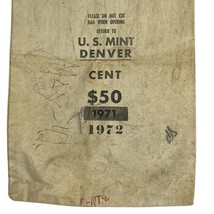 PLEASE DO NOT CUT
BAG WHEN OPENING
RETURN TO
U. S. MINT
DENVER
CENT
$50
1971
1972